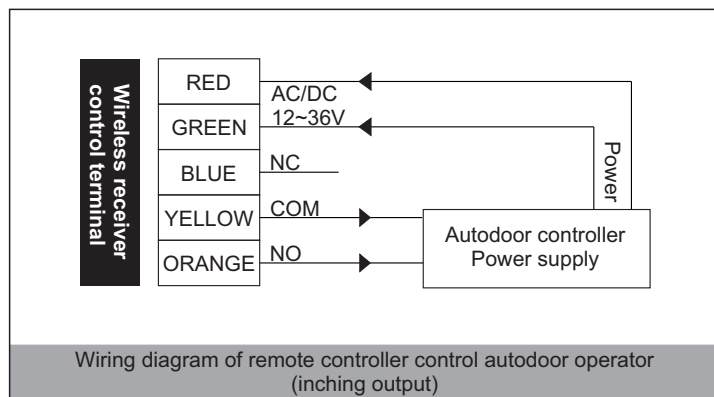 Wireless receiver
control terminal
RED
GREEN
BLUE
YELLOW
ORANGE
AC/DC
12~36V
NC
COM
NO
Power
Autodoor controller
Power supply
Wiring diagram of remote controller control autodoor operator
(inching output)